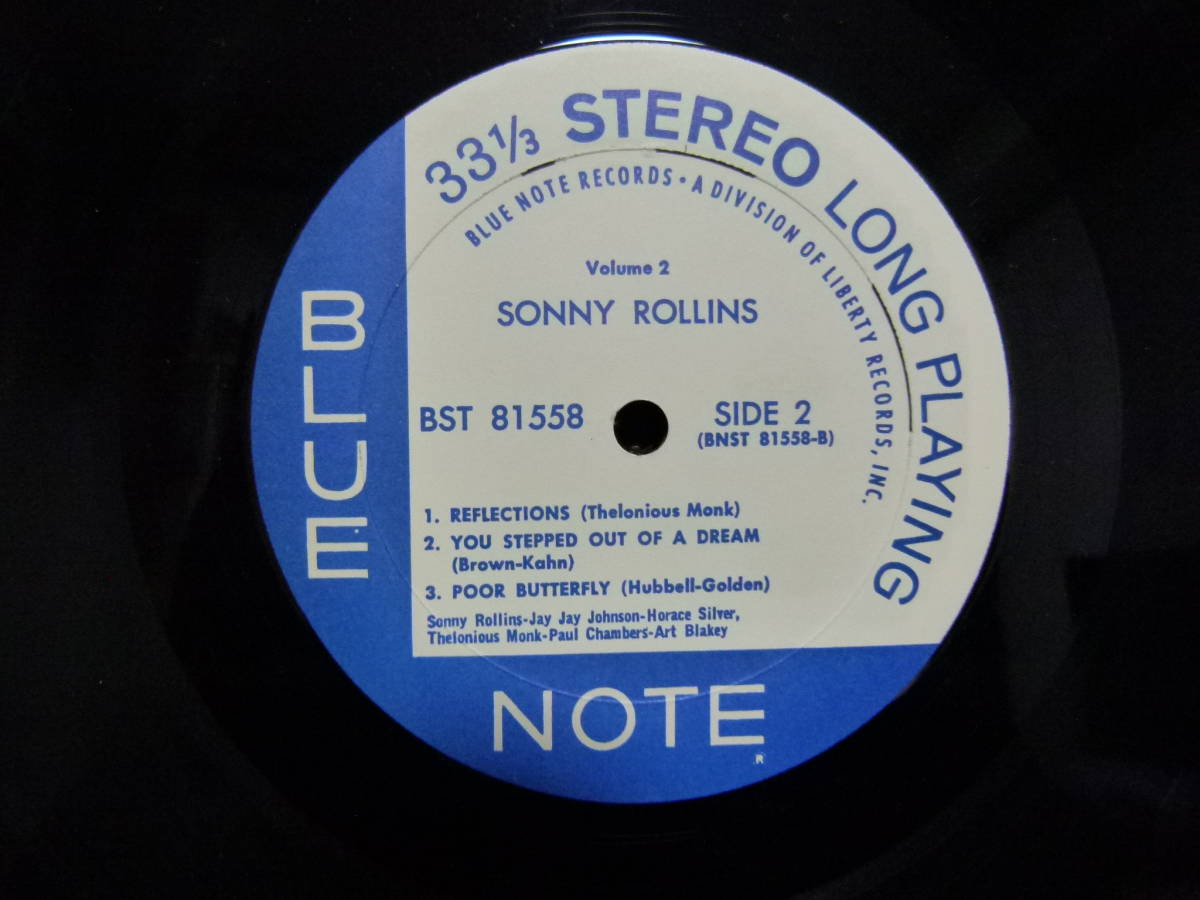 33⅓ STEREO LONG PLAYING
BLUE NOTE RECORDS • A DIVISION OF LIBERTY RECORDS, INC.
Volume 2
SONNY ROLLINS
BST 81558
SIDE 2
(BNST 81558-B)
1. REFLECTIONS (Thelonious Monk)
2. YOU STEPPED OUT OF A DREAM
(Brown-Kahn)
3. POOR BUTTERFLY (Hubbell-Golden)
Sonny Rollins-Jay Jay Johnson-Horace Silver,
Thelonious Monk-Paul Chambers-Art Blakey
BLUE
NOTE
®